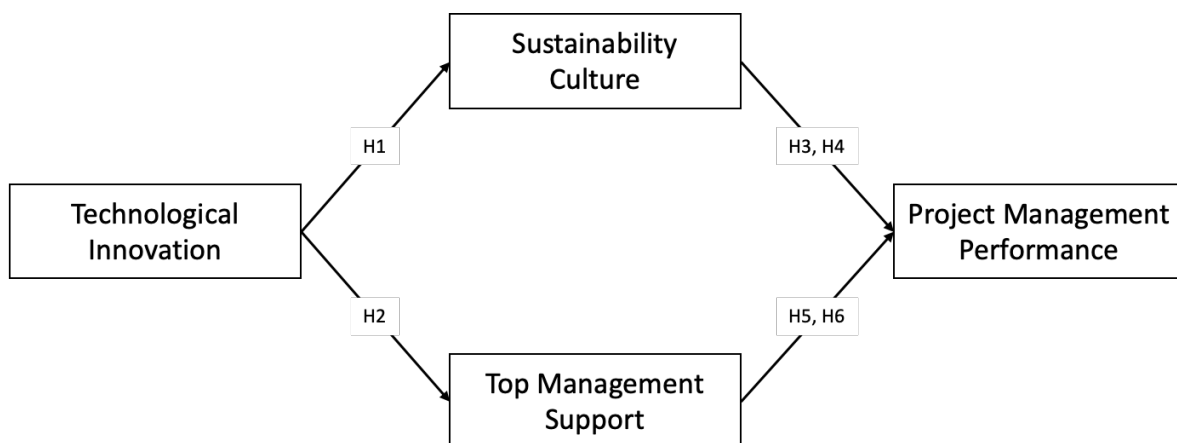 Sustainability
Culture
H1
H3, H4
Technological
Innovation
Project Management
Performance
H2
H5, H6
Top Management
Support